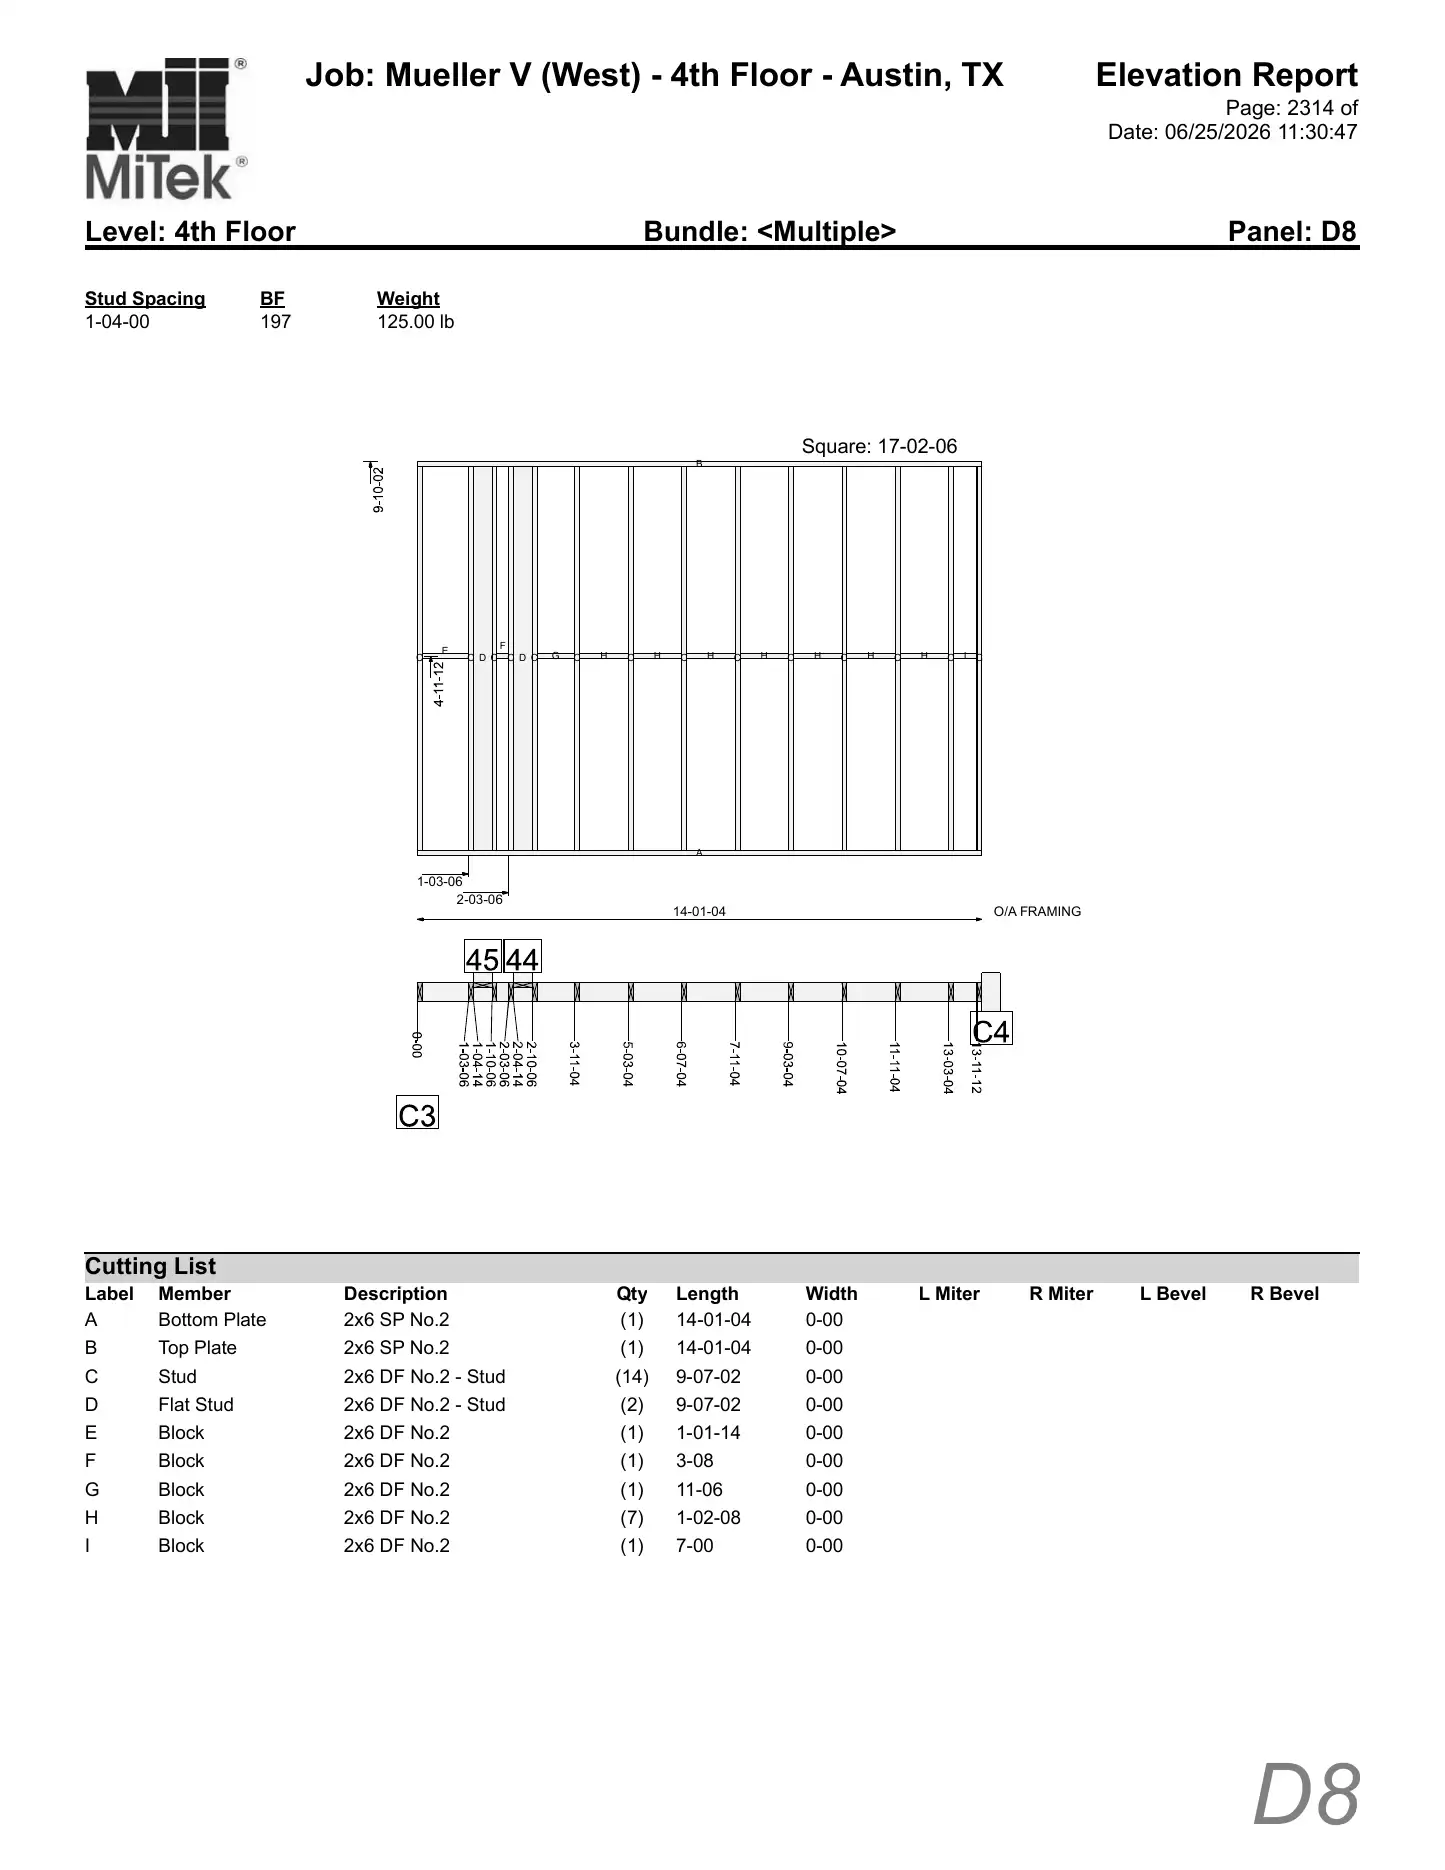 Job: Mueller V (West) - 4th Floor - Austin, TX
Elevation Report
Page: 2314 of
Date: 06/25/2026 11:30:47
MiTek®
Level: 4th Floor Bundle: <Multiple> Panel: D8
Stud Spacing BF Weight
1-04-00 197 125.00 lb
Square: 17-02-06
B
9-10-02
E D F D G H H H H H H H I
4-11-12
A
1-03-06
2-03-06
14-01-04 O/A FRAMING
45 44
C4
0-00 1-03-06 1-04-14 1-10-06 2-03-06 2-04-14 2-10-06 3-11-04 5-03-04 6-07-04 7-11-04 9-03-04 10-07-04 11-11-04 13-03-04 13-11-12
C3
Cutting List
Label Member Description Qty Length Width L Miter R Miter L Bevel R Bevel
A Bottom Plate 2x6 SP No.2 (1) 14-01-04 0-00
B Top Plate 2x6 SP No.2 (1) 14-01-04 0-00
C Stud 2x6 DF No.2 - Stud (14) 9-07-02 0-00
D Flat Stud 2x6 DF No.2 - Stud (2) 9-07-02 0-00
E Block 2x6 DF No.2 (1) 1-01-14 0-00
F Block 2x6 DF No.2 (1) 3-08 0-00
G Block 2x6 DF No.2 (1) 11-06 0-00
H Block 2x6 DF No.2 (7) 1-02-08 0-00
I Block 2x6 DF No.2 (1) 7-00 0-00
D8